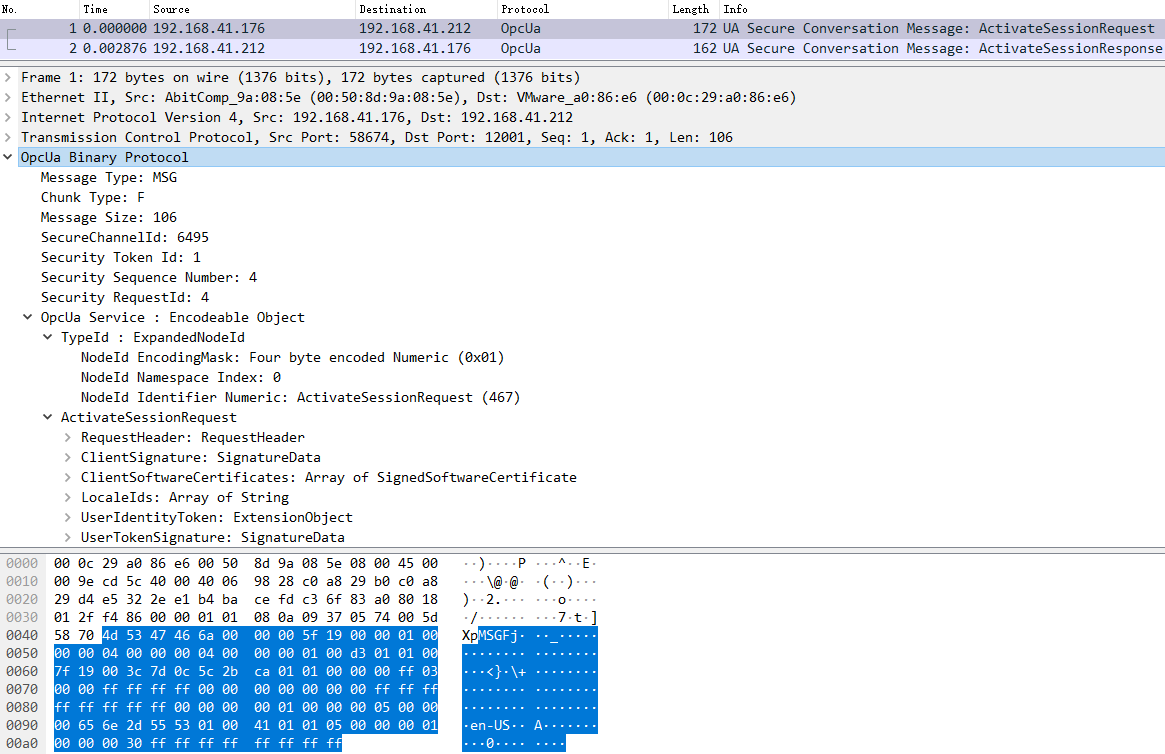 No. Time Source Destination Protocol Length Info
1 0.000000 192.168.41.176 192.168.41.212 OpcUa 172 UA Secure Conversation Message: ActivateSessionRequest
2 0.002876 192.168.41.212 192.168.41.176 OpcUa 162 UA Secure Conversation Message: ActivateSessionResponse
Frame 1: 172 bytes on wire (1376 bits), 172 bytes captured (1376 bits)
Ethernet II, Src: AbitComp_9a:08:5e (00:50:8d:9a:08:5e), Dst: VMware_a0:86:e6 (00:0c:29:a0:86:e6)
Internet Protocol Version 4, Src: 192.168.41.176, Dst: 192.168.41.212
Transmission Control Protocol, Src Port: 58674, Dst Port: 12001, Seq: 1, Ack: 1, Len: 106
OpcUa Binary Protocol
Message Type: MSG
Chunk Type: F
Message Size: 106
SecureChannelId: 6495
Security Token Id: 1
Security Sequence Number: 4
Security RequestId: 4
OpcUa Service : Encodeable Object
TypeId : ExpandedNodeId
NodeId EncodingMask: Four byte encoded Numeric (0x01)
NodeId Namespace Index: 0
NodeId Identifier Numeric: ActivateSessionRequest (467)
ActivateSessionRequest
RequestHeader: RequestHeader
ClientSignature: SignatureData
ClientSoftwareCertificates: Array of SignedSoftwareCertificate
LocaleIds: Array of String
UserIdentityToken: ExtensionObject
UserTokenSignature: SignatureData
0000 00 0c 29 a0 86 e6 00 50 8d 9a 08 5e 08 00 45 00 ··)····P ···^··E·
0010 00 9e cd 5c 40 00 40 06 98 28 c0 a8 29 b0 c0 a8 ···\@·@· ·(··)···
0020 29 d4 e5 32 2e e1 b4 ba ce fd c3 6f 83 a0 80 18 )··2.··· ···o····
0030 01 2f f4 86 00 00 01 01 08 0a 09 37 05 74 00 5d ·/······ ···7·t·]
0040 58 70 4d 53 47 46 6a 00 00 00 5f 19 00 00 01 00 XpMSGFj· ··_·····
0050 00 00 04 00 00 00 04 00 00 00 01 00 d3 01 01 00 ········ ········
0060 7f 19 00 3c 7d 0c 5c 2b ca 01 01 00 00 00 ff 03 ···<}·\+ ········
0070 00 00 ff ff ff ff 00 00 00 00 00 00 00 ff ff ff ········ ········
0080 ff ff ff ff ff 00 00 00 00 01 00 00 00 05 00 00 ········ ········
0090 00 65 6e 2d 55 53 01 00 41 01 01 05 00 00 00 01 ·en-US·· A·······
00a0 00 00 00 30 ff ff ff ff ff ff ff ff ···0···· ····